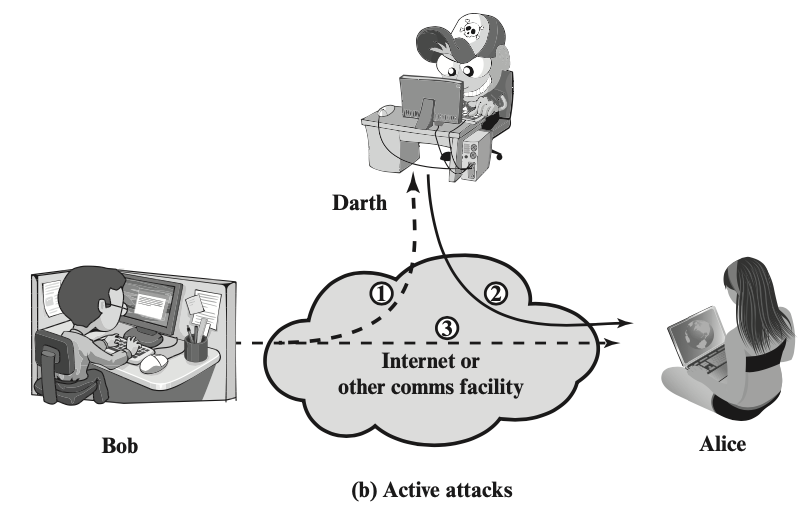 Darth
①
②
③
Internet or
other comms facility
Bob
Alice
(b) Active attacks